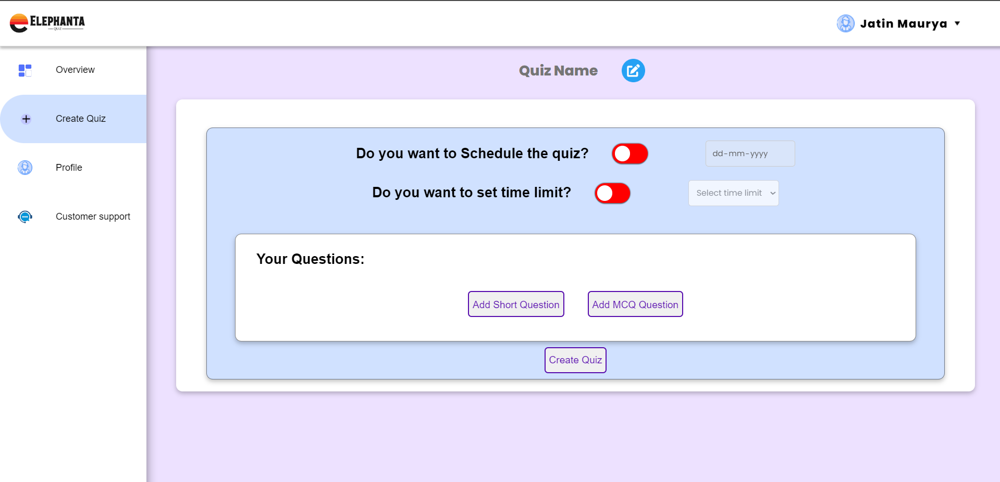 ELEPHANTA
QUIZ
Jatin Maurya
Overview
Create Quiz
Profile
Customer support
Quiz Name
Do you want to Schedule the quiz?
dd-mm-yyyy
Do you want to set time limit?
Select time limit
Your Questions:
Add Short Question
Add MCQ Question
Create Quiz